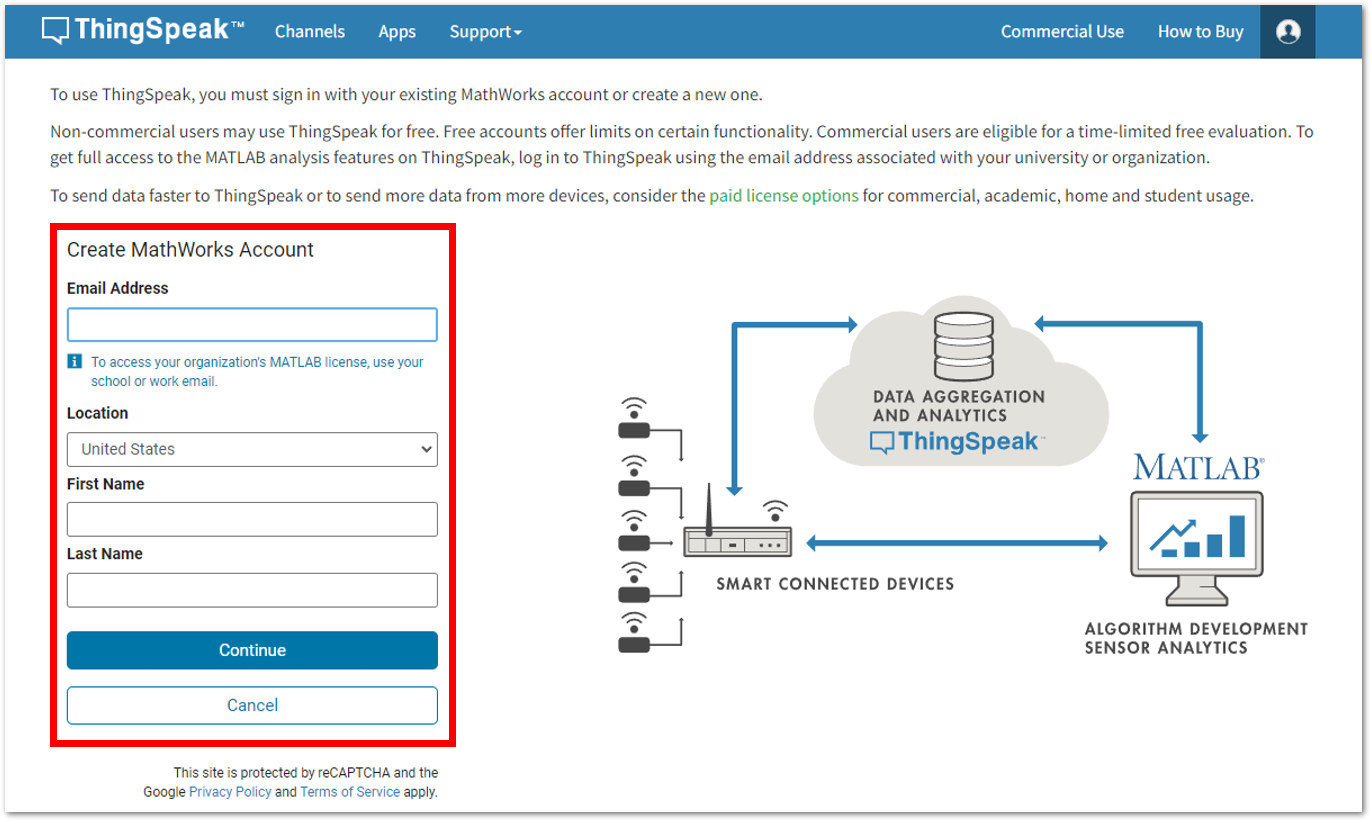 ThingSpeak™ Channels Apps Support Commercial Use How to Buy
To use ThingSpeak, you must sign in with your existing MathWorks account or create a new one.
Non-commercial users may use ThingSpeak for free. Free accounts offer limits on certain functionality. Commercial users are eligible for a time-limited free evaluation. To
get full access to the MATLAB analysis features on ThingSpeak, log in to ThingSpeak using the email address associated with your university or organization.
To send data faster to ThingSpeak or to send more data from more devices, consider the paid license options for commercial, academic, home and student usage.
Create MathWorks Account
Email Address
To access your organization's MATLAB license, use your
school or work email.
Location
United States
First Name
Last Name
Continue
Cancel
This site is protected by reCAPTCHA and the
Google Privacy Policy and Terms of Service apply.
DATA AGGREGATION
AND ANALYTICS
ThingSpeak™
SMART CONNECTED DEVICES
MATLAB®
ALGORITHM DEVELOPMENT
SENSOR ANALYTICS